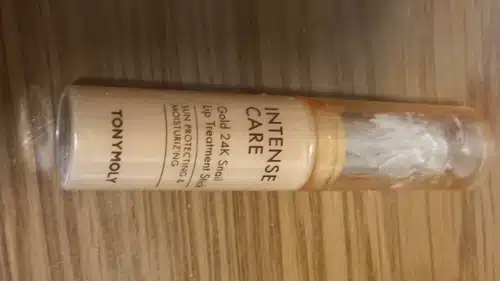 INTENSE
CARE
Gold 24K Snail
Lip Treatment Stick
SUN PROTECTING &
MOISTURIZING
TONYMOLY